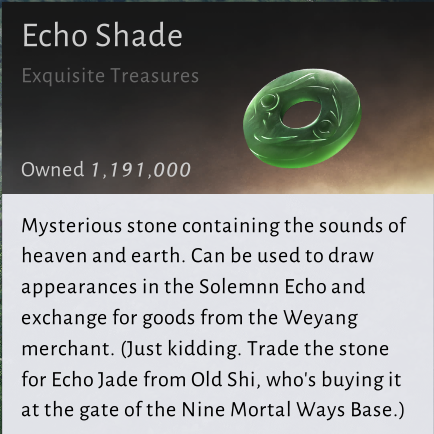 Echo Shade
Exquisite Treasures
Owned 1,191,000
Mysterious stone containing the sounds of
heaven and earth. Can be used to draw
appearances in the Solemnn Echo and
exchange for goods from the Weyang
merchant. (Just kidding. Trade the stone
for Echo Jade from Old Shi, who's buying it
at the gate of the Nine Mortal Ways Base.)